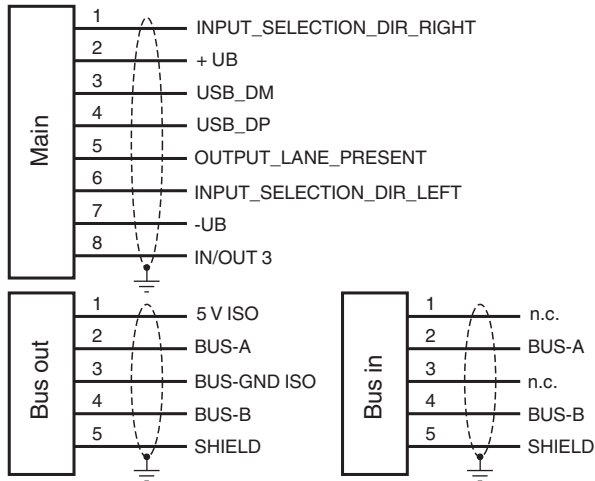 Main
1 INPUT_SELECTION_DIR_RIGHT
2 + UB
3 USB_DM
4 USB_DP
5 OUTPUT_LANE_PRESENT
6 INPUT_SELECTION_DIR_LEFT
7 -UB
8 IN/OUT 3
Bus out
1 5 V ISO
2 BUS-A
3 BUS-GND ISO
4 BUS-B
5 SHIELD
Bus in
1 n.c.
2 BUS-A
3 n.c.
4 BUS-B
5 SHIELD